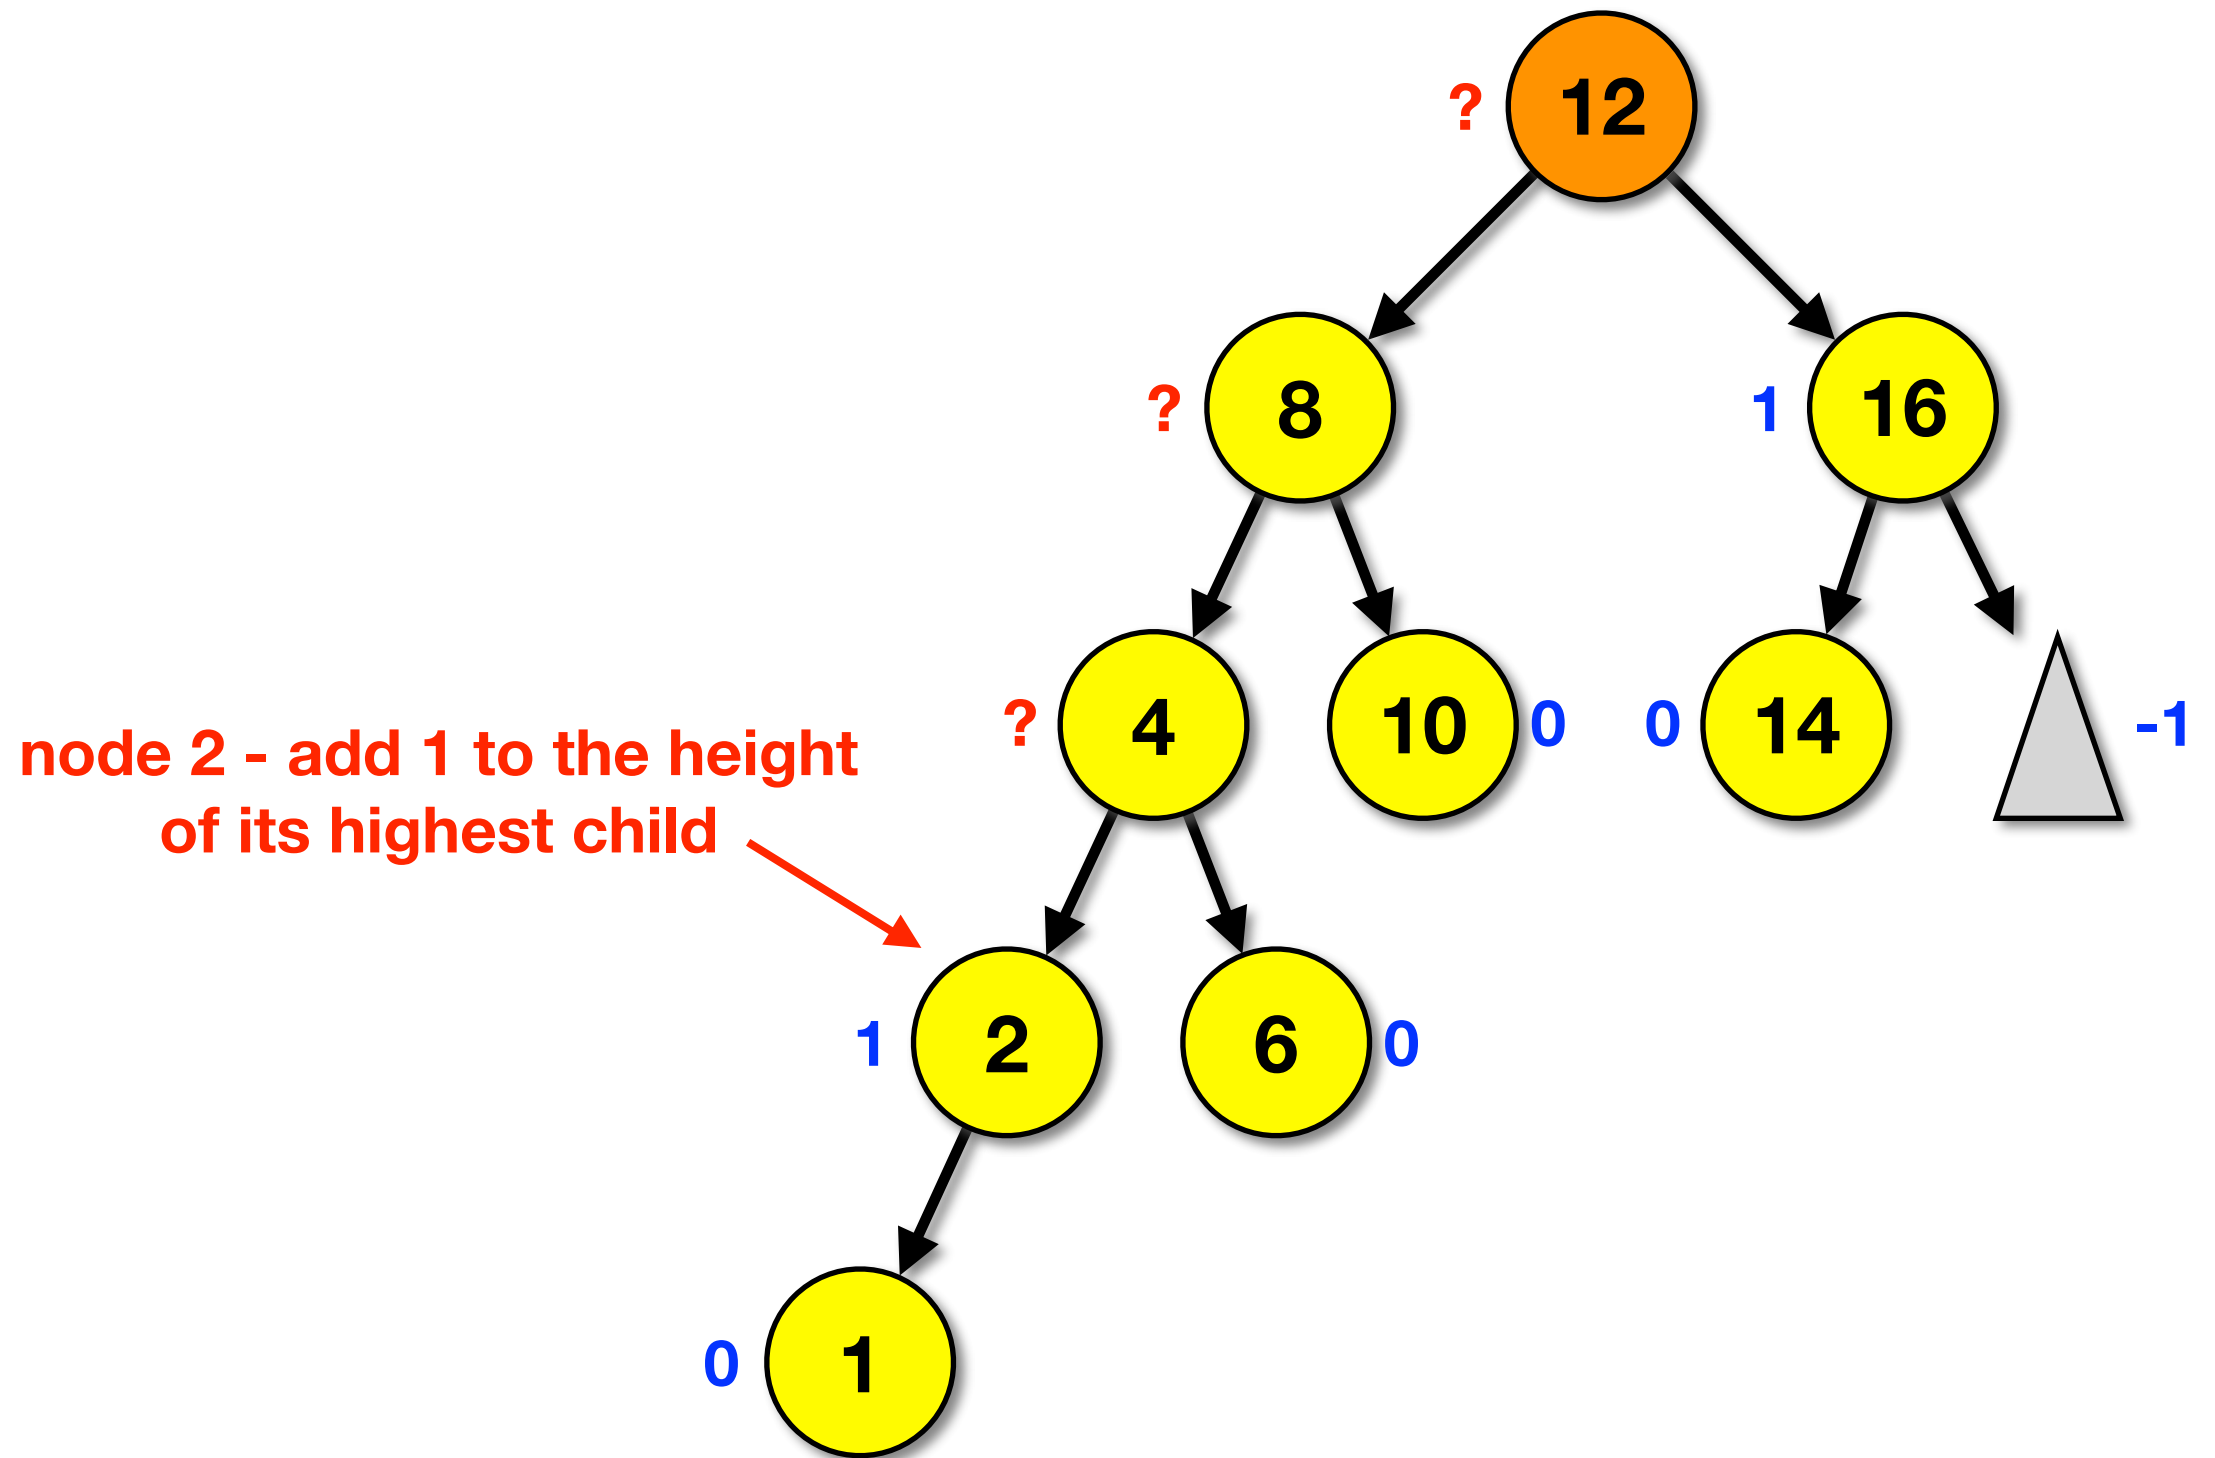 ? 12
? 8 1 16
? 4 10 0 0 14 -1
node 2 - add 1 to the height
of its highest child
1 2 6 0
0 1